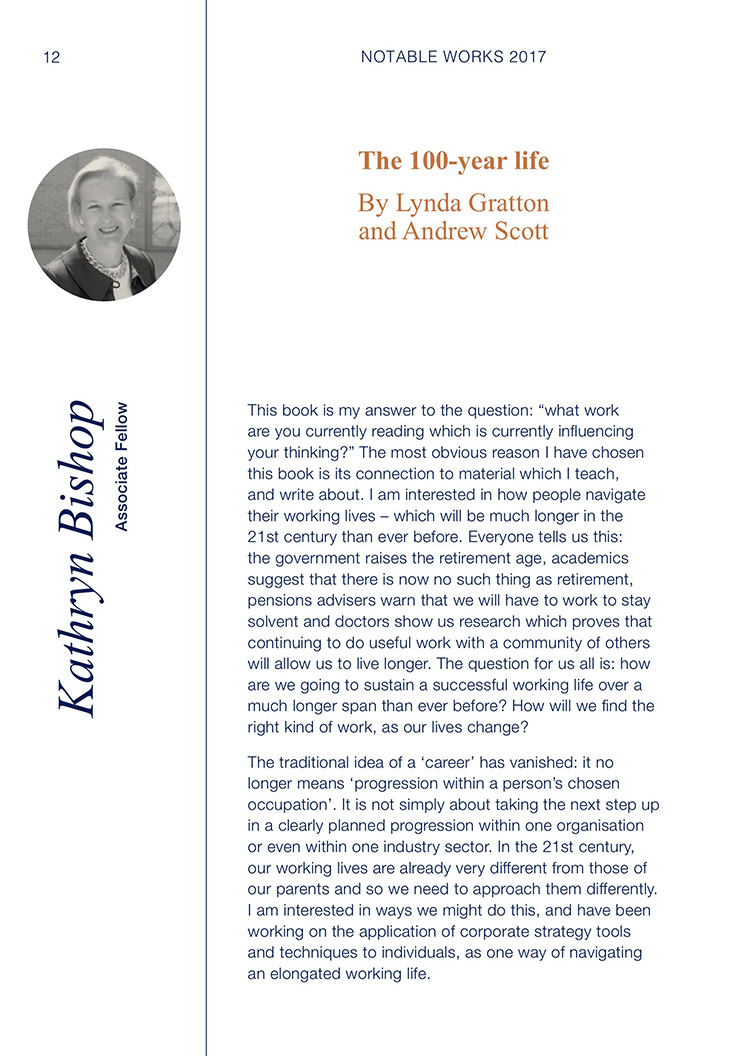 12
NOTABLE WORKS 2017
The 100-year life
By Lynda Gratton
and Andrew Scott
Kathryn Bishop
Associate Fellow
This book is my answer to the question: “what work
are you currently reading which is currently influencing
your thinking?” The most obvious reason I have chosen
this book is its connection to material which I teach,
and write about. I am interested in how people navigate
their working lives – which will be much longer in the
21st century than ever before. Everyone tells us this:
the government raises the retirement age, academics
suggest that there is now no such thing as retirement,
pensions advisers warn that we will have to work to stay
solvent and doctors show us research which proves that
continuing to do useful work with a community of others
will allow us to live longer. The question for us all is: how
are we going to sustain a successful working life over a
much longer span than ever before? How will we find the
right kind of work, as our lives change?
The traditional idea of a ‘career’ has vanished: it no
longer means ‘progression within a person’s chosen
occupation’. It is not simply about taking the next step up
in a clearly planned progression within one organisation
or even within one industry sector. In the 21st century,
our working lives are already very different from those of
our parents and so we need to approach them differently.
I am interested in ways we might do this, and have been
working on the application of corporate strategy tools
and techniques to individuals, as one way of navigating
an elongated working life.